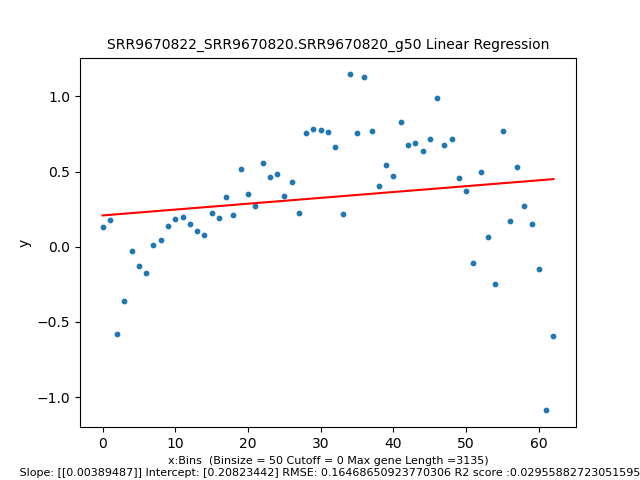 SRR9670822_SRR9670820.SRR9670820_g50 Linear Regression
1.0
0.5
0.0
−0.5
−1.0
y
0 10 20 30 40 50 60
x:Bins (Binsize = 50 Cutoff = 0 Max gene Length =3135)
Slope: [[0.00389487]] Intercept: [0.20823442] RMSE: 0.16468650923770306 R2 score :0.02955882723051595